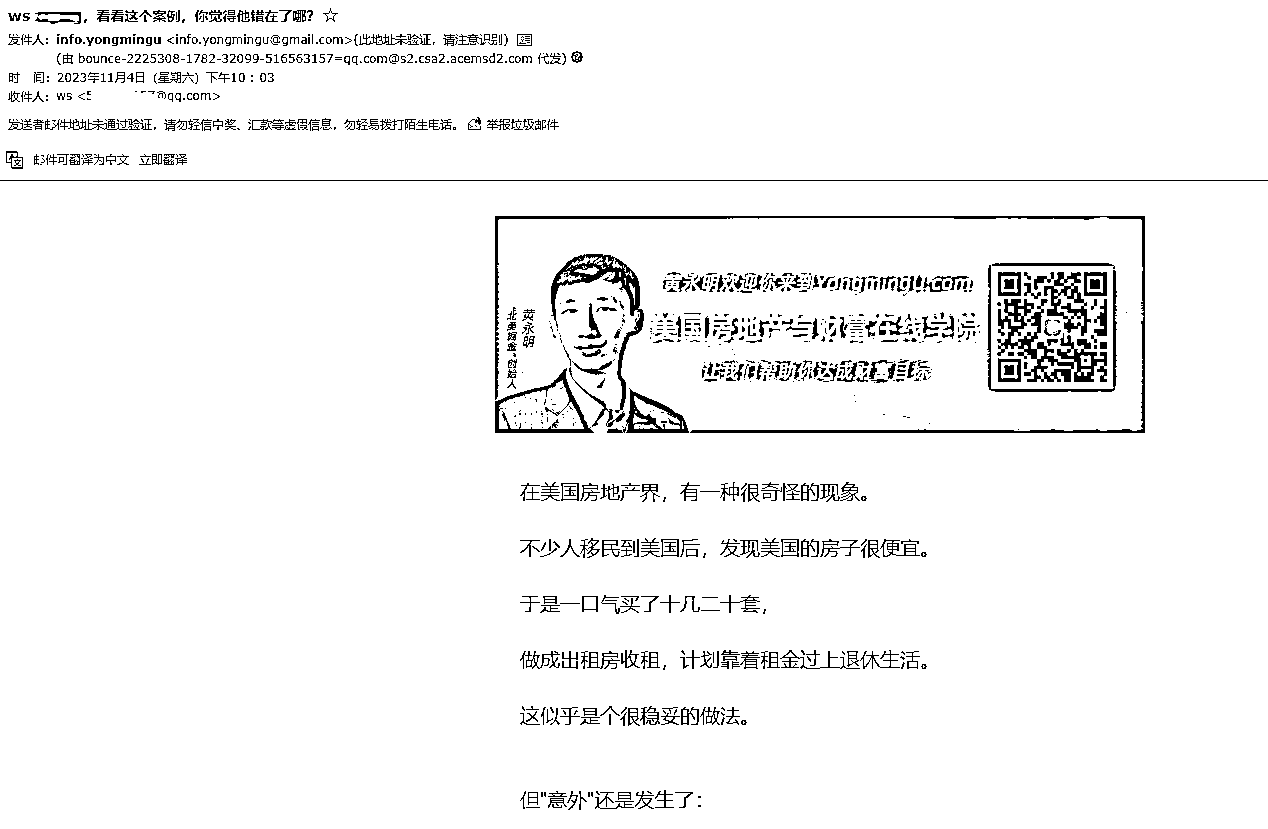 ws ，看看这个案例，你觉得他错在了哪？ ☆
发件人：info.yongmingu <info.yongmingu@gmail.com>(此地址未验证，请注意识别)
(由 bounce-2225308-1782-32099-516563157=qq.com@s2.csa2.acemsd2.com 代发)
时 间：2023年11月4日（星期六）下午10：03
收件人：ws <5 @qq.com>
发送者邮件地址未通过验证，请勿轻信中奖、汇款等虚假信息，勿轻易拨打陌生电话。 举报垃圾邮件
邮件可翻译为中文 立即翻译
黄永明
北美购金·创始人
黄永明欢迎你来到Yongmingu.com
美国房地产与财富在线学院
让我们帮助你达成财富目标
在美国房地产界，有一种很奇怪的现象。
不少人移民到美国后，发现美国的房子很便宜。
于是一口气买了十几二十套，
做成出租房收租，计划靠着租金过上退休生活。
这似乎是个很稳妥的做法。
但"意外"还是发生了：